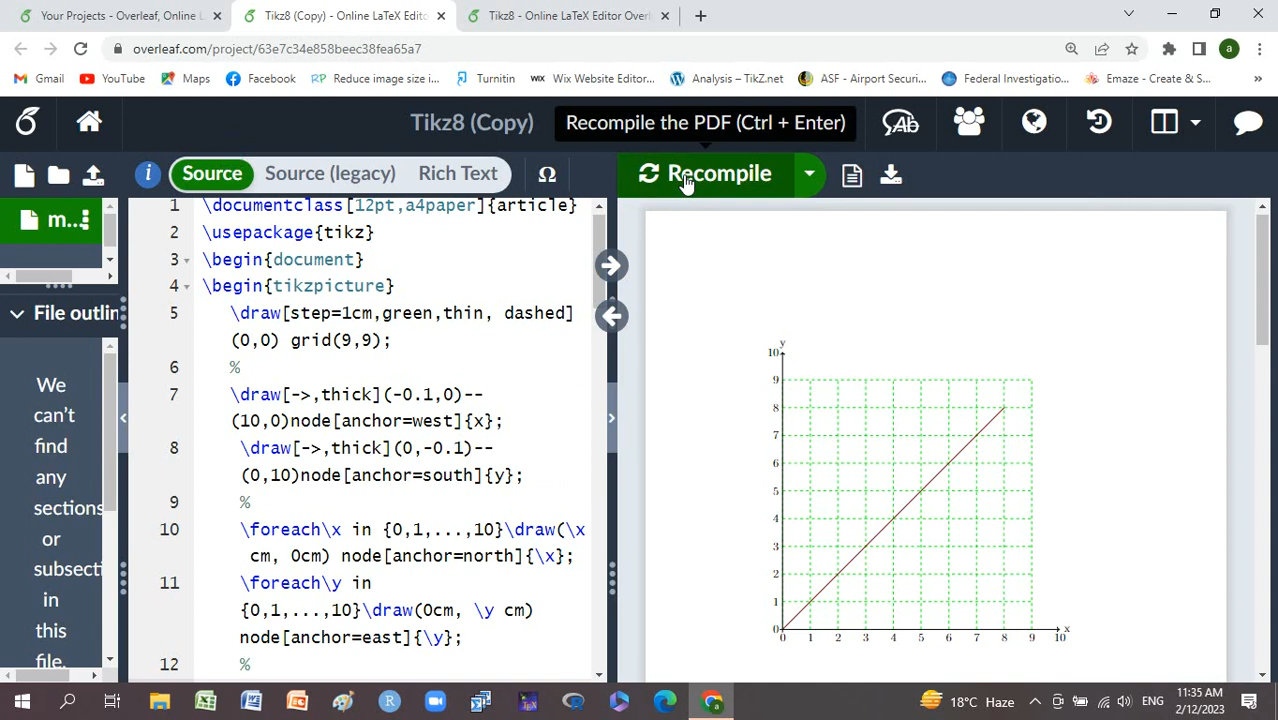 Your Projects - Overleaf, Online L
Tikz8 (Copy) - Online LaTeX Editor
Tikz8 - Online LaTeX Editor Overl
overleaf.com/project/63e7c34e858beec38fea65a7
a
Gmail
YouTube
Maps
Facebook
Reduce image size i...
Turnitin
WIX Wix Website Editor...
Analysis – TikZ.net
ASF - Airport Securi...
Federal Investigatio...
Emaze - Create & S...
»
Tikz8 (Copy)
Recompile the PDF (Ctrl + Enter)
Source
Source (legacy)
Rich Text
Ω
Recompile
m...
File outlin
We
can't
find
any
sections
or
subsecti
in
this
file.
1 \documentclass[12pt,a4paper]{article}
2 \usepackage{tikz}
3 \begin{document}
4 \begin{tikzpicture}
5 \draw[step=1cm,green,thin, dashed]
(0,0) grid(9,9);
6 %
7 \draw[->,thick](-0.1,0)--
(10,0)node[anchor=west]{x};
8 \draw[->,thick](0,-0.1)--
(0,10)node[anchor=south]{y};
9 %
10 \foreach\x in {0,1,...,10}\draw(\x
cm, 0cm) node[anchor=north]{\x};
11 \foreach\y in
{0,1,...,10}\draw(0cm, \y cm)
node[anchor=east]{\y};
12 %
y
10
9
8
7
6
5
4
3
2
1
0
0 1 2 3 4 5 6 7 8 9 10
x
18°C Haze
ENG
11:35 AM
2/12/2023